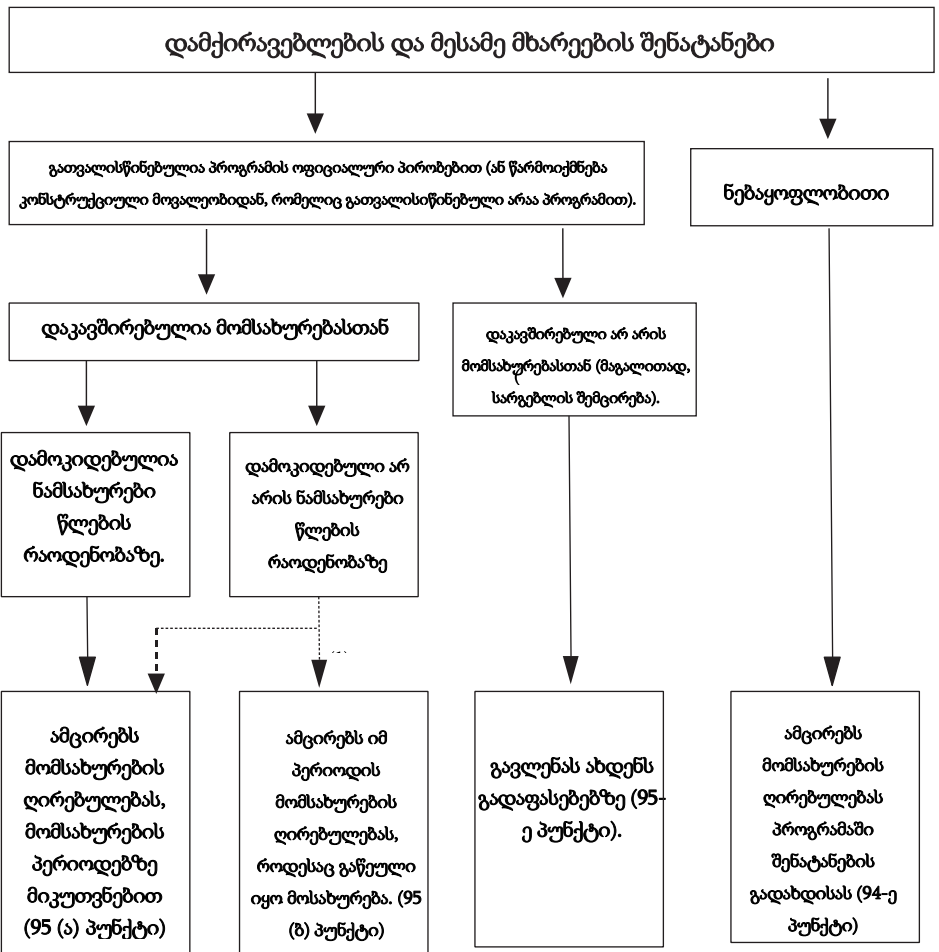 დამქირავებლების და მესამე მხარეების შენატანები
გათვალისწინებულია პროგრამის ოფიციალური პირობებით (ან წარმოიქმნება
კონსტრუქციული მოვალეობიდან, რომელიც გათვალისიწინებული არაა პროგრამით).
ნებაყოფლობითი
დაკავშირებულია მომსახურებასთან
დაკავშირებული არ არის
მომსახურებასთან (მაგალითად,
სარგებლის შემცირება).
დამოკიდებულია
ნამსახურები
წლების
რაოდენობაზე.
დამოკიდებული არ
არის ნამსახურები
წლების
რაოდენობაზე
ამცირებს
მომსახურების
ღირებულებას,
მომსახურების
პერიოდებზე
მიკუთვნებით
(95 (ა) პუნქტი)
ამცირებს იმ
პერიოდის
მომსახურების
ღირებულებას,
როდესაც გაწეული
იყო მოსახურება. (95
(ბ) პუნქტი)
გავლენას ახდენს
გადაფასებებზე (95-
ე პუნქტი).
ამცირებს
მომსახურების
ღირებულებას
პროგრამაში
შენატანების
გადახდისას (94-ე
პუნქტი)